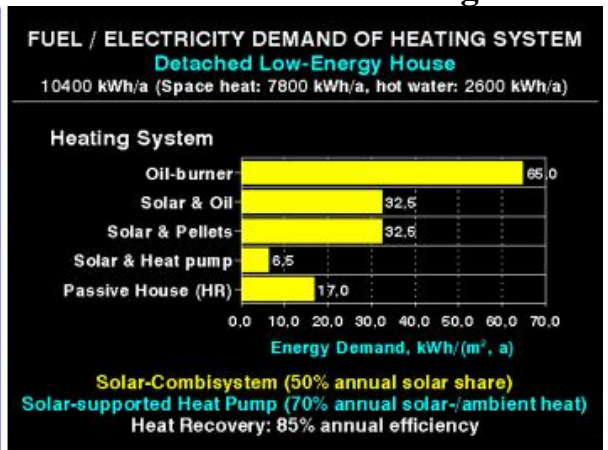 FUEL / ELECTRICITY DEMAND OF HEATING SYSTEM
Detached Low-Energy House
10400 kWh/a (Space heat: 7800 kWh/a, hot water: 2600 kWh/a)
Heating System
Oil-burner 65,0
Solar & Oil 32,5
Solar & Pellets 32,5
Solar & Heat pump 6,5
Passive House (HR) 17,0
0,0 10,0 20,0 30,0 40,0 50,0 60,0 70,0
Energy Demand, kWh/(m², a)
Solar-Combisystem (50% annual solar share)
Solar-supported Heat Pump (70% annual solar-/ambient heat)
Heat Recovery: 85% annual efficiency